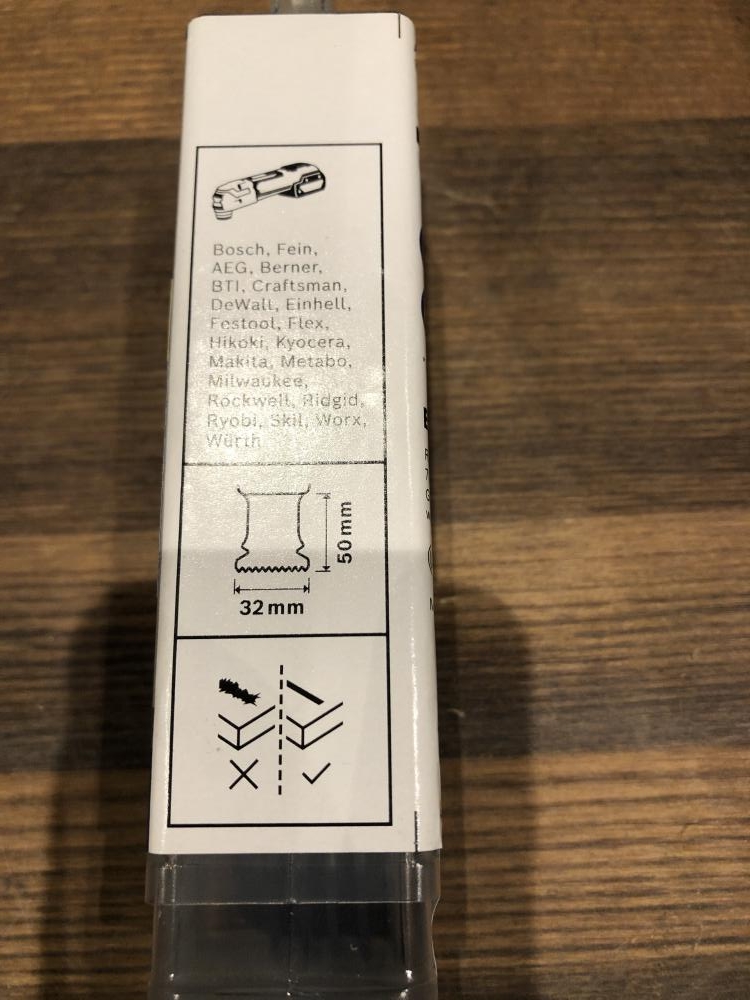 Bosch, Fein,
AEG, Berner,
BTI, Craftsman,
DeWalt, Einhell,
Festool, Flex,
Hikoki, Kyocera,
Makita, Metabo,
Milwaukee,
Rockwell, Ridgid,
Ryobi, Skil, Worx,
Würth
50 mm
32 mm